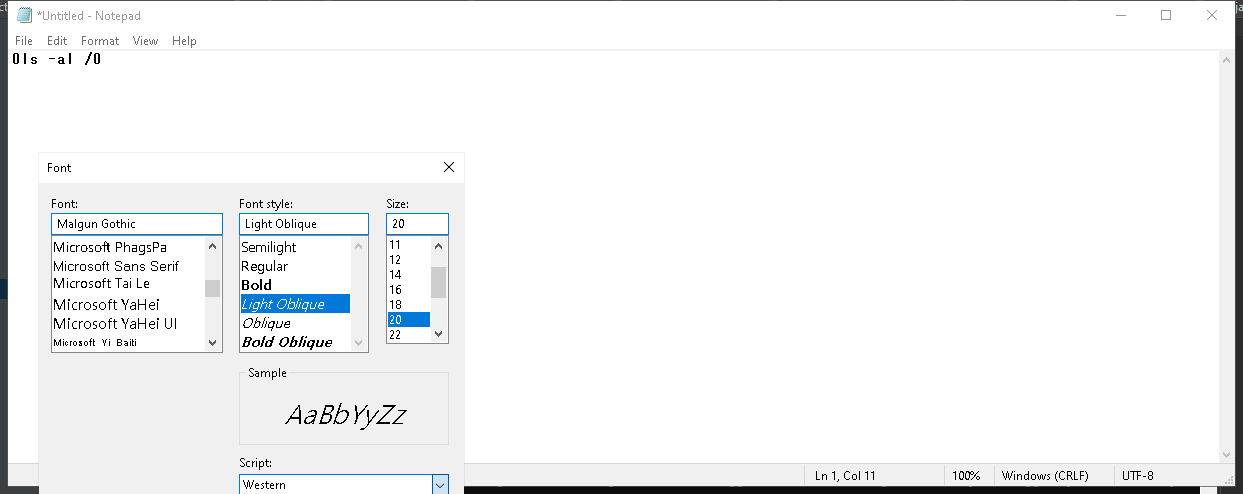 *Untitled - Notepad
File Edit Format View Help
0ls -al /0
Font
Font: Font style: Size:
Malgun Gothic Light Oblique 20
Microsoft PhagsPa Semilight 11
Microsoft Sans Serif Regular 12
Microsoft Tai Le Bold 14
Microsoft YaHei Light Oblique 16
Microsoft YaHei UI Oblique 18
Microsoft Yi Baiti Bold Oblique 20
22
Sample
AaBbYyZz
Script:
Western
Ln 1, Col 11 100% Windows (CRLF) UTF-8